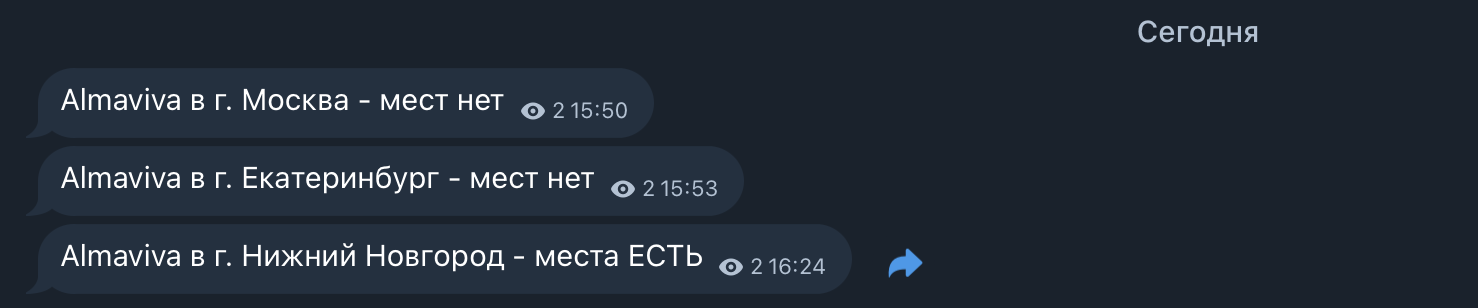 Сегодня
Almaviva в г. Москва - мест нет 2 15:50
Almaviva в г. Екатеринбург - мест нет 2 15:53
Almaviva в г. Нижний Новгород - места ЕСТЬ 2 16:24